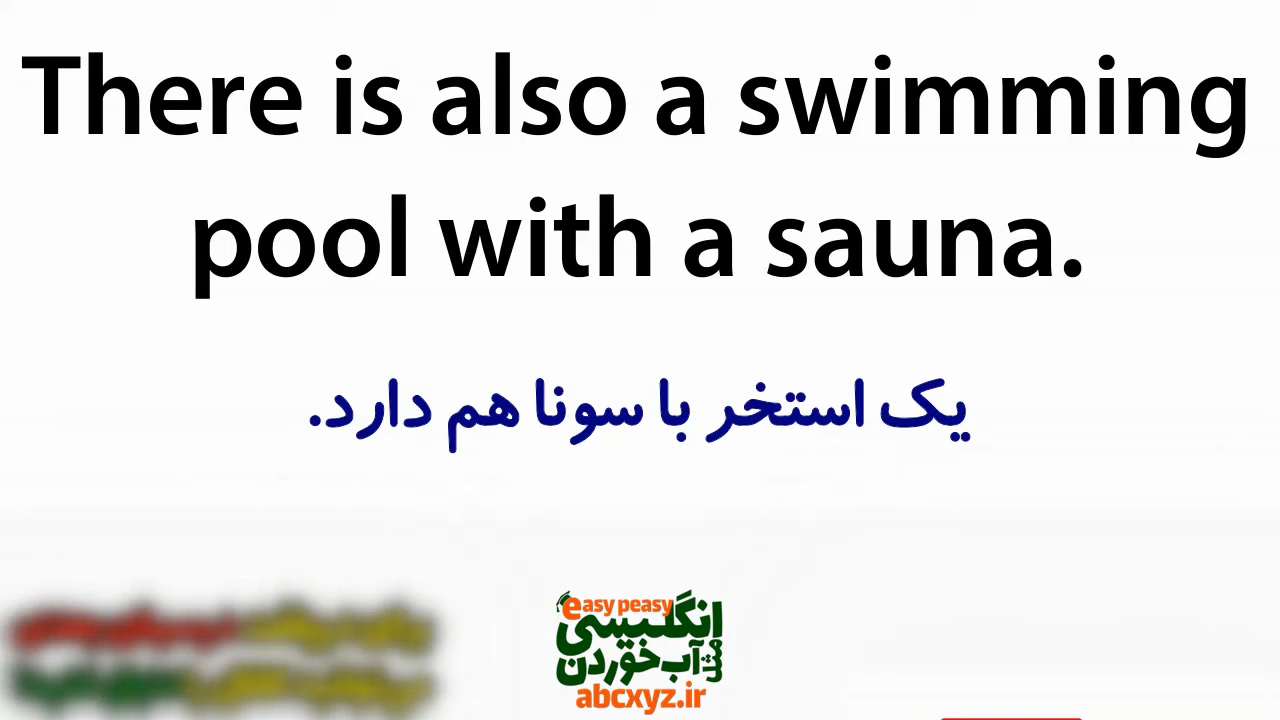 There is also a swimming
pool with a sauna.
یک استخر با سونا هم دارد.
easy peasy
انگلیسی
مثل
آب خوردن
abcxyz.ir